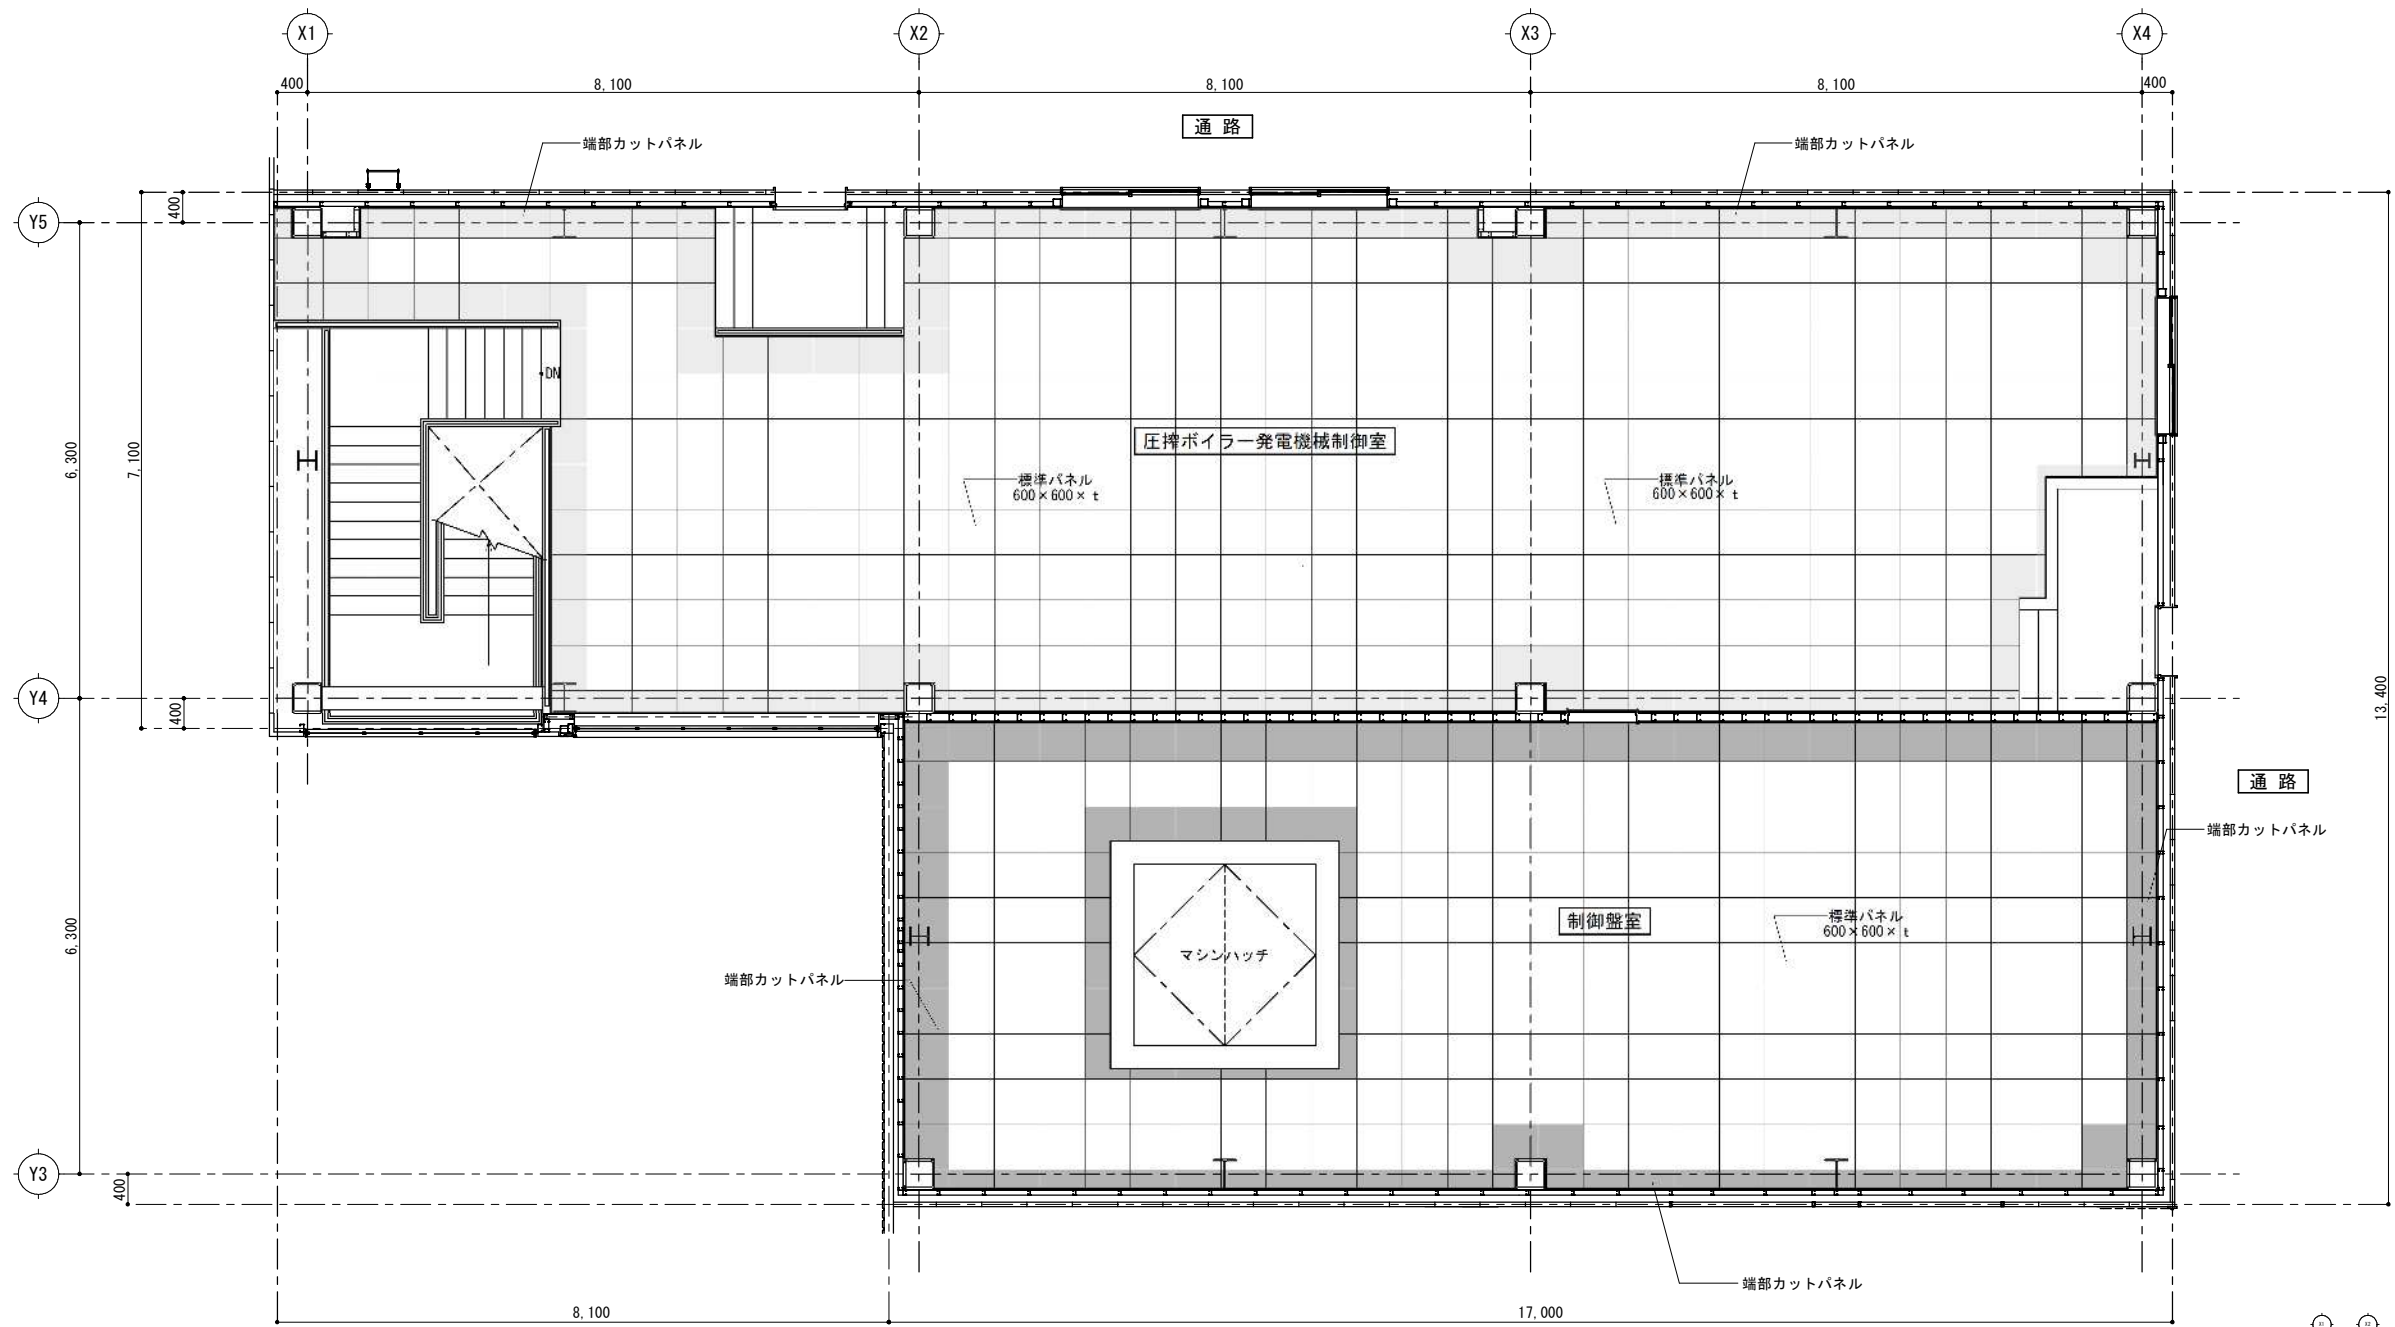 X1
X2
X3
X4
400
8,100
8,100
8,100
400
通 路
端部カットパネル
端部カットパネル
Y5
400
DN
6,300
7,100
圧搾ボイラー発電機械制御室
標準パネル
600×600×t
標準パネル
600×600×t
Y4
400
13,400
通 路
端部カットパネル
6,300
制御盤室
標準パネル
600×600×t
マシンハッチ
端部カットパネル
Y3
400
端部カットパネル
8,100
17,000